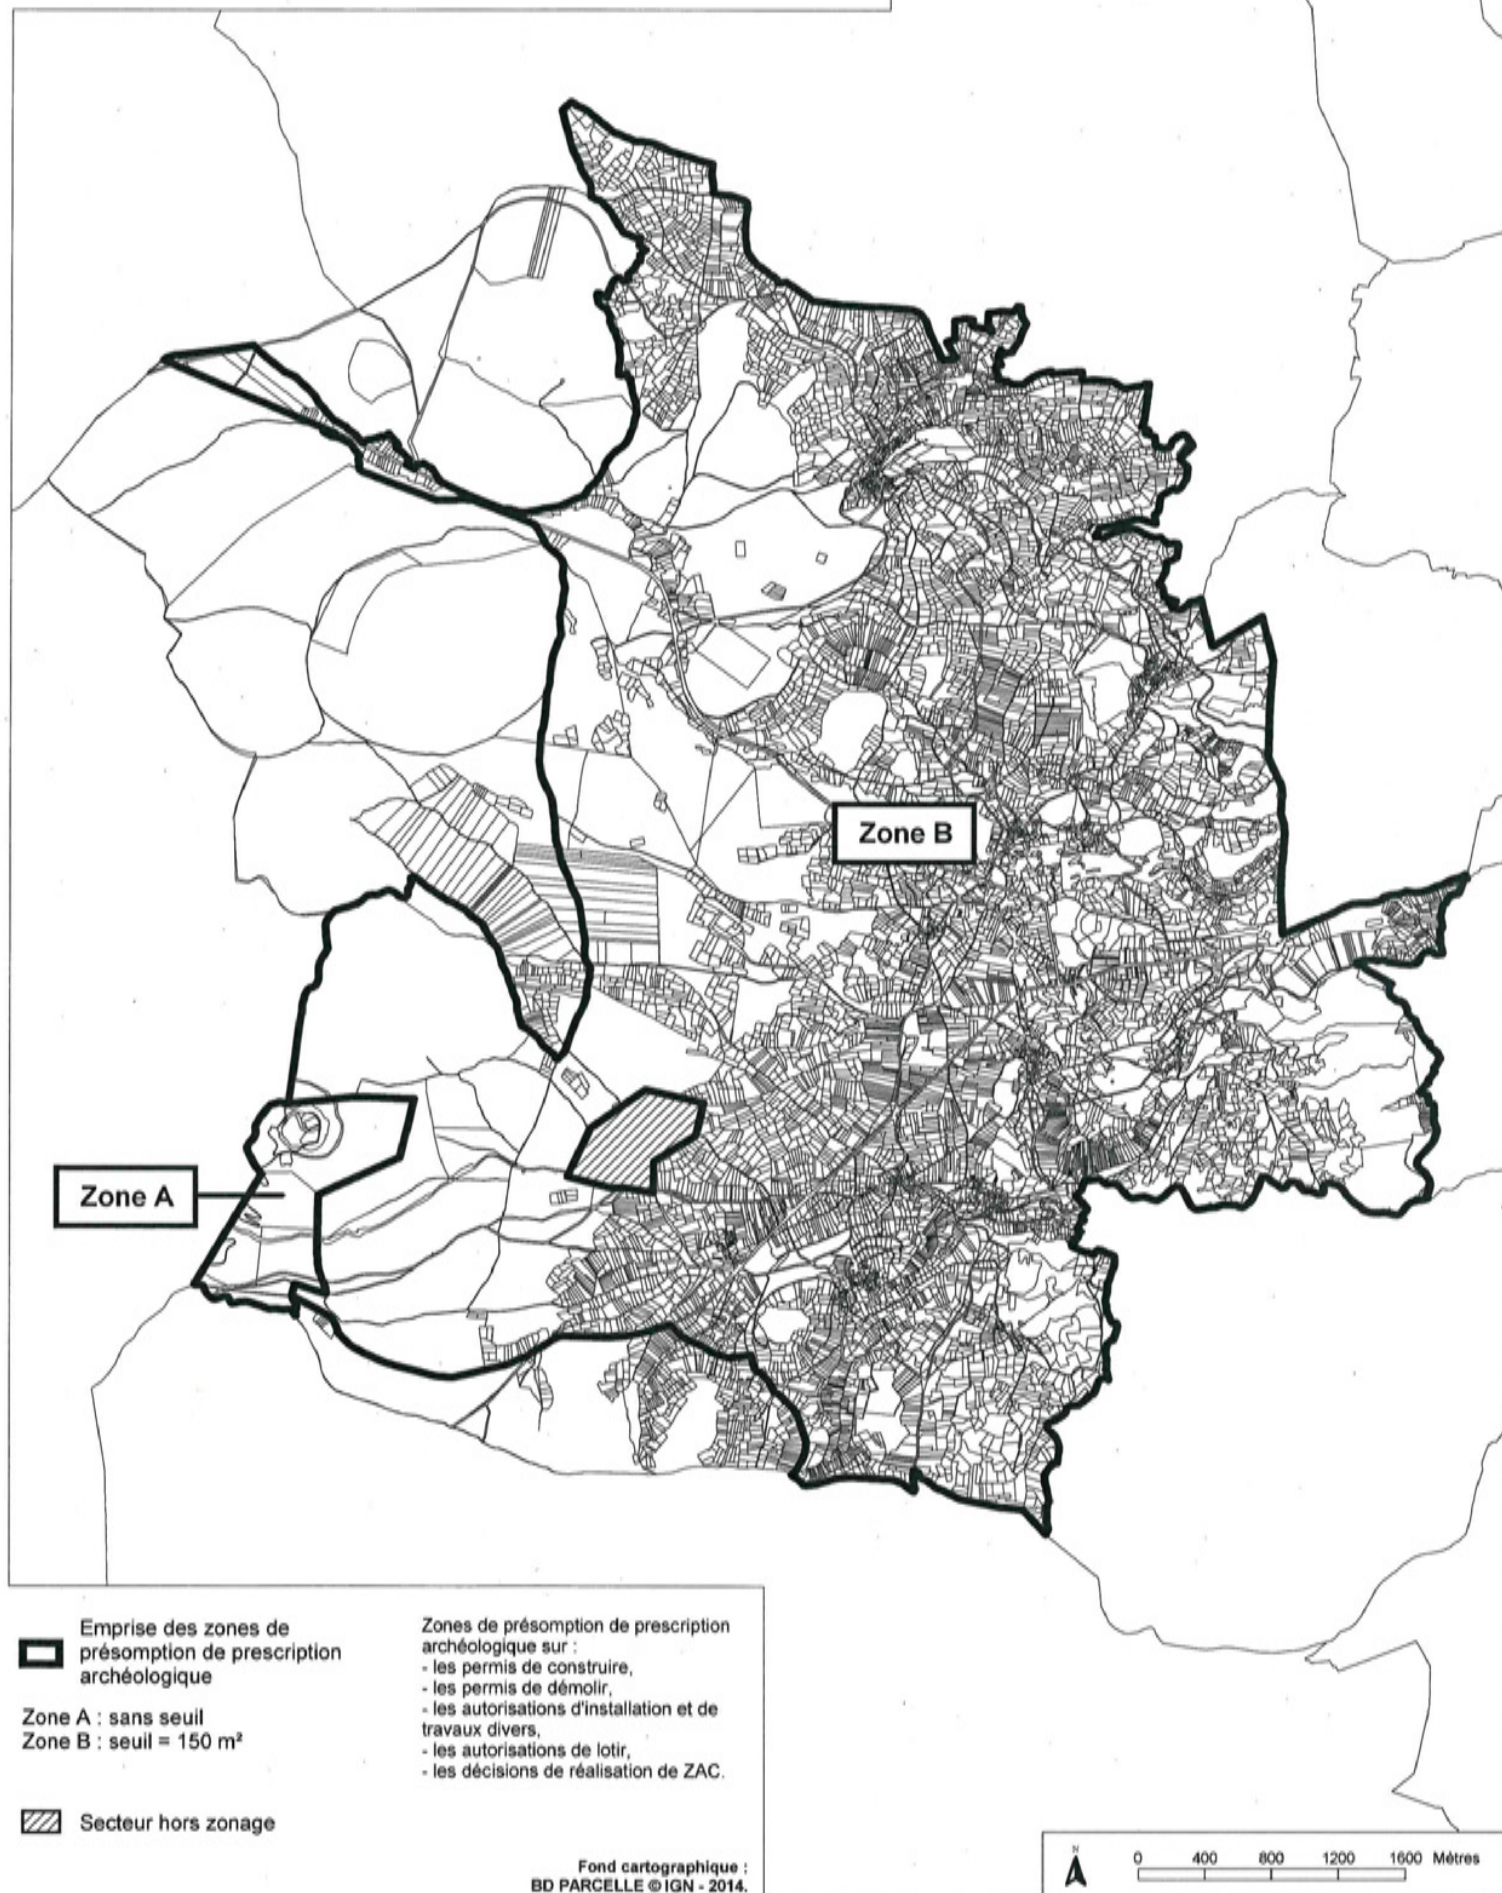 Zone B
Zone A
Emprise des zones de
présomption de prescription
archéologique
Zone A : sans seuil
Zone B : seuil = 150 m²
Secteur hors zonage
Zones de présomption de prescription
archéologique sur :
- les permis de construire,
- les permis de démolir,
- les autorisations d'installation et de
travaux divers,
- les autorisations de lotir,
- les décisions de réalisation de ZAC.
Fond cartographique :
BD PARCELLE © IGN - 2014.
N
0 400 800 1200 1600 Mètres